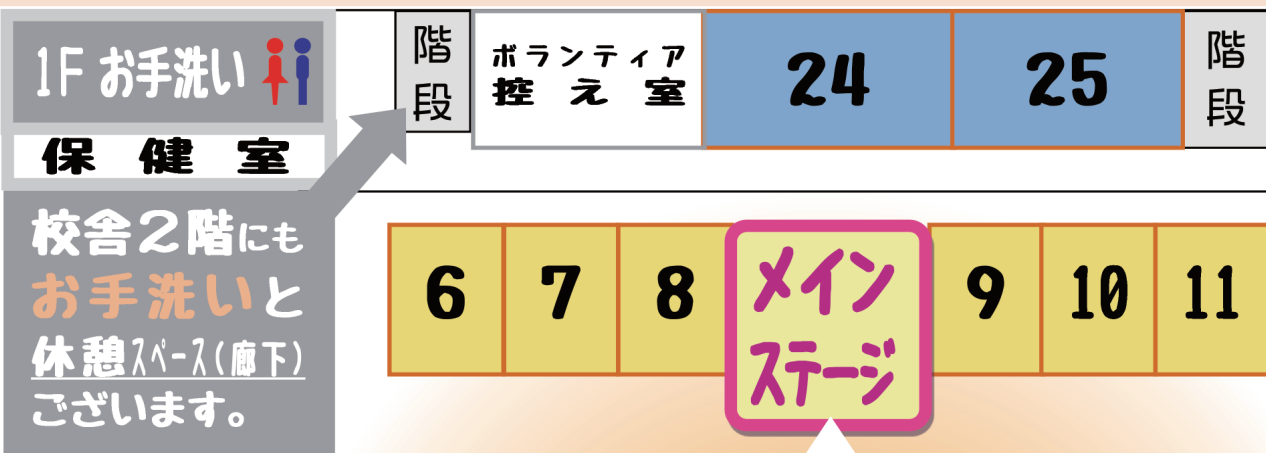 1F お手洗い
保健室
校舎2階にも
お手洗いと
休憩スペース(廊下)
ございます。
階段
ボランティア
控え室
24
25
階段
6
7
8
メイン
ステージ
9
10
11